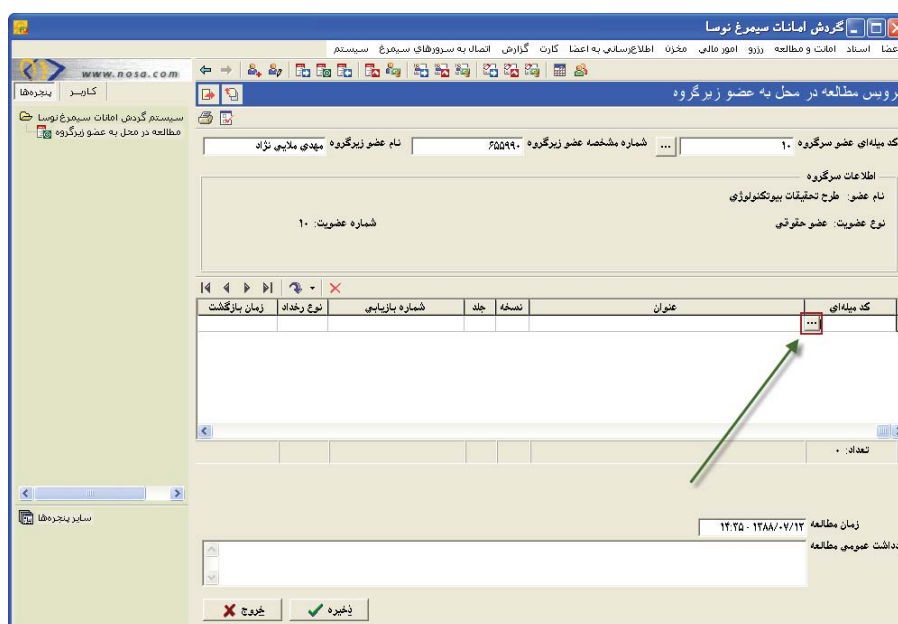 گردش امانات سیمرغ نوسا
اعضا اسناد امانت و مطالعه رزرو امور مالی مخزن اطلاع‌رسانی به اعضا کارت گزارش اتصال به سرورهای سیمرغ سیستم
www.nosa.com
کاربر پنجره‌ها
سرویس مطالعه در محل به عضو زیرگروه
سیستم گردش امانات سیمرغ نوسا
مطالعه در محل به عضو زیرگروه
کد میله‌ای عضو سرگروه ۱۰ ... شماره مشخصه عضو زیرگروه ۶۵۵۹۹۰ نام عضو زیرگروه مهدی ملایی نژاد
اطلاعات سرگروه
نام عضو: طرح تحقیقات بیوتکنولوژی
نوع عضویت: عضو حقوقی شماره عضویت: ۱۰
کد میله‌ای عنوان نسخه جلد شماره بازیابی نوع رخداد زمان بازگشت
...
تعداد: ۰
سایر پنجره‌ها
زمان مطالعه ۱۳۸۸/۰۷/۱۲ - ۱۴:۲۵
یادداشت عمومی مطالعه
ذخیره خروج